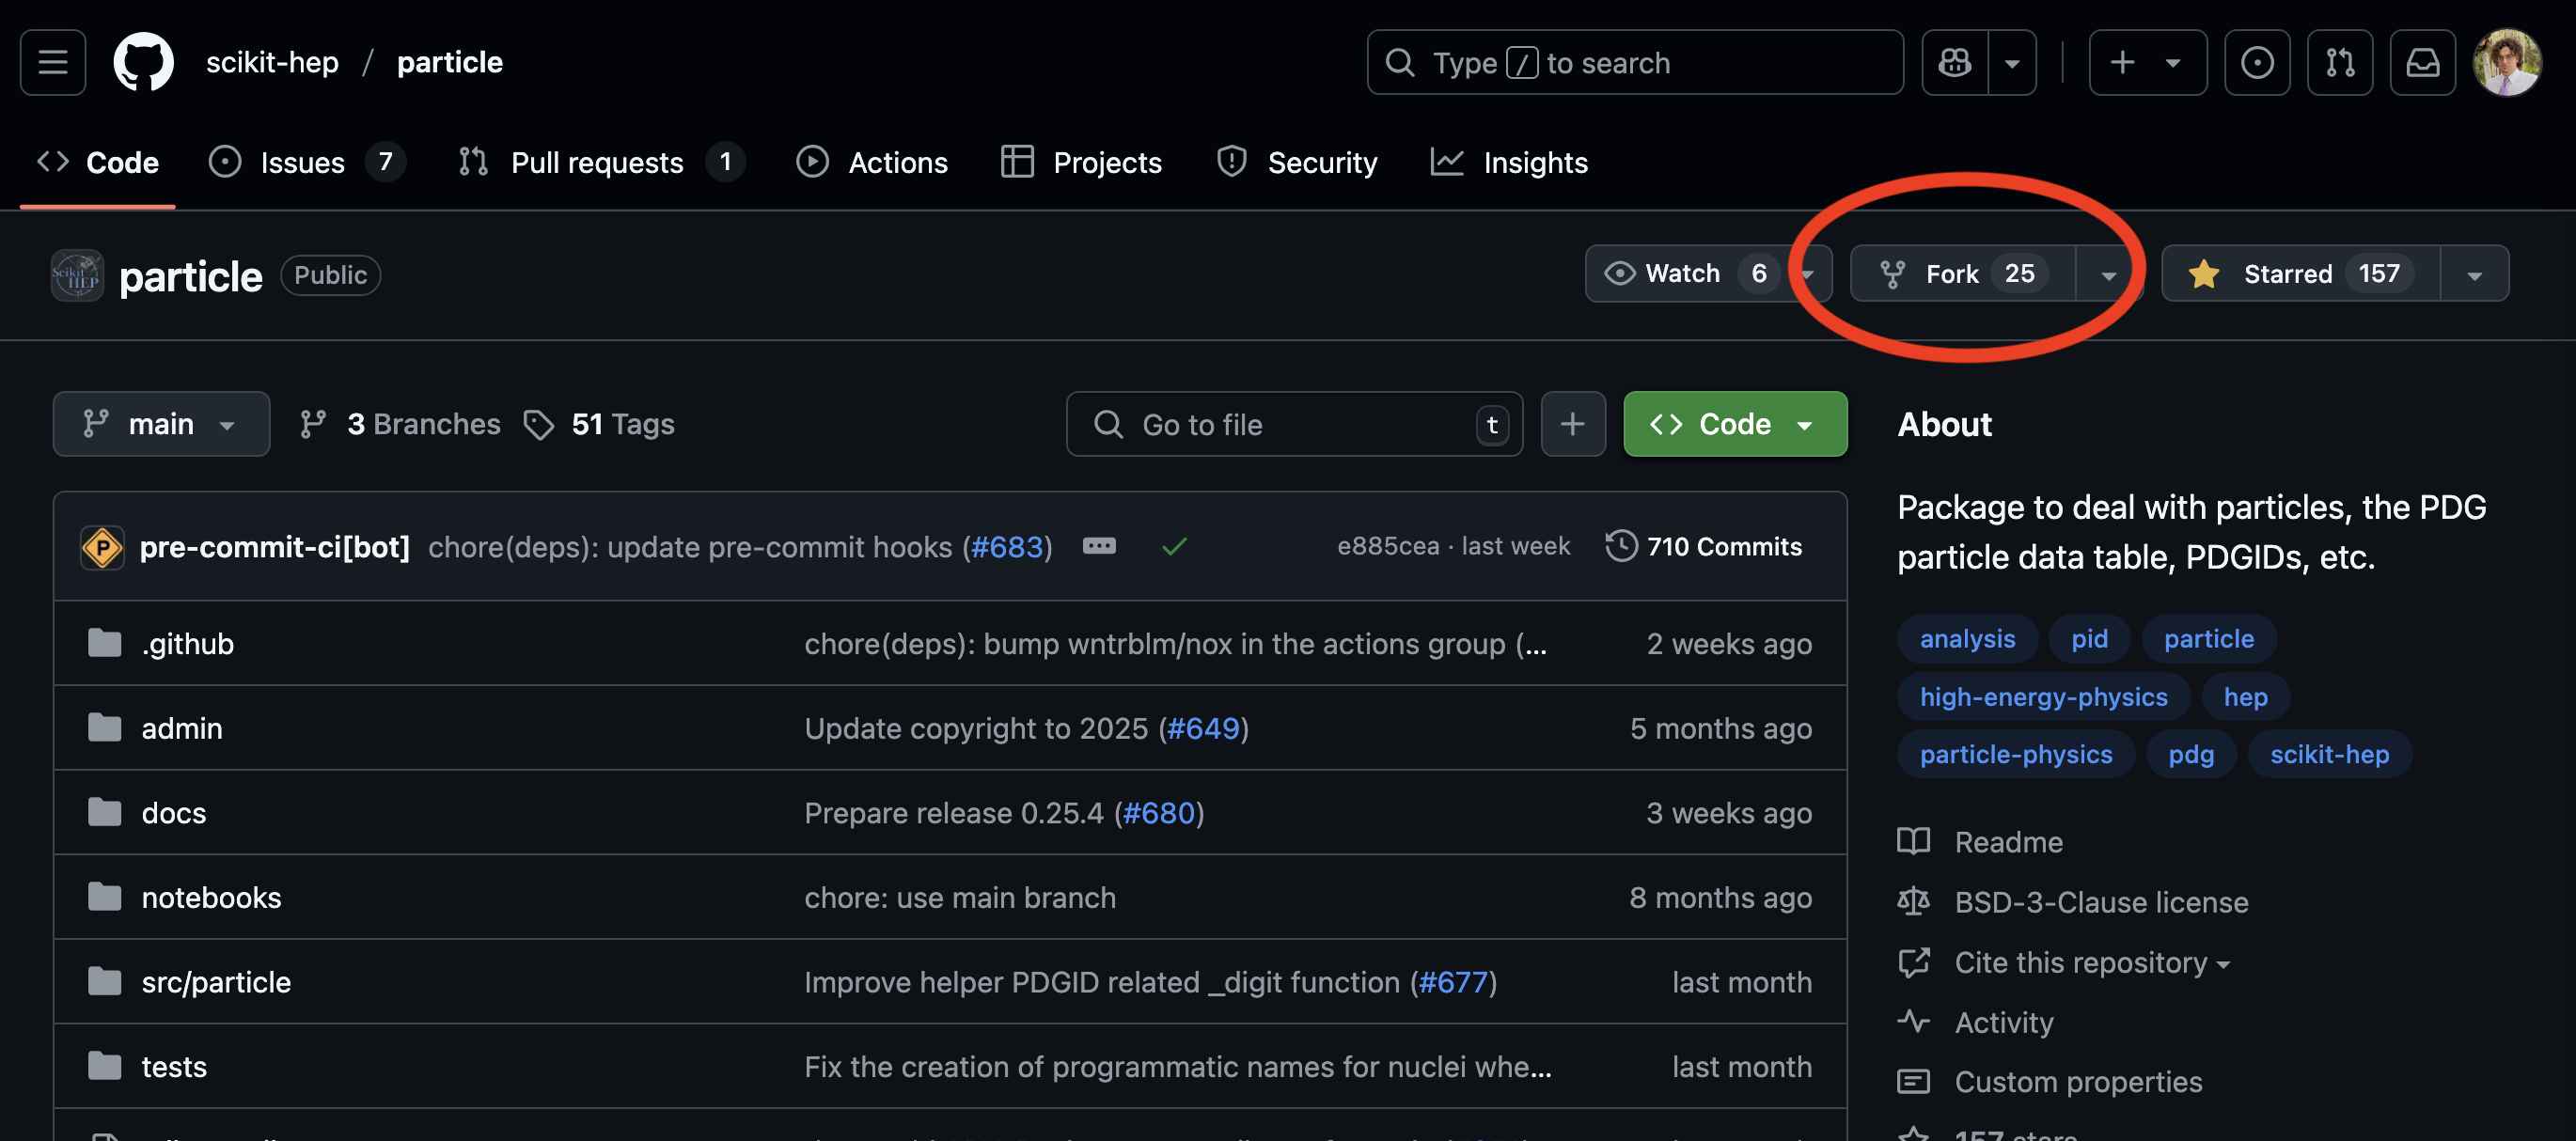 scikit-hep / particle
Type / to search
Code
Issues 7
Pull requests 1
Actions
Projects
Security
Insights
Scikit HEP
particle
Public
Watch 6
Fork 25
Starred 157
main
3 Branches
51 Tags
Go to file t
Code
pre-commit-ci[bot] chore(deps): update pre-commit hooks (#683)
e885cea · last week
710 Commits
.github chore(deps): bump wntrblm/nox in the actions group (... 2 weeks ago
admin Update copyright to 2025 (#649) 5 months ago
docs Prepare release 0.25.4 (#680) 3 weeks ago
notebooks chore: use main branch 8 months ago
src/particle Improve helper PDGID related _digit function (#677) last month
tests Fix the creation of programmatic names for nuclei whe... last month
About
Package to deal with particles, the PDG
particle data table, PDGIDs, etc.
analysis pid particle
high-energy-physics hep
particle-physics pdg scikit-hep
Readme
BSD-3-Clause license
Cite this repository
Activity
Custom properties
157 stars